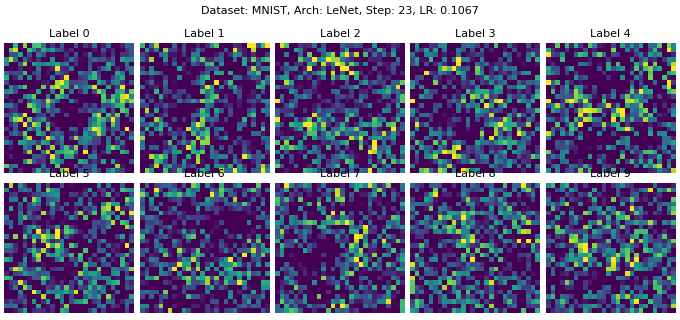 Dataset: MNIST, Arch: LeNet, Step: 23, LR: 0.1067
Label 0 Label 1 Label 2 Label 3 Label 4
Label 5 Label 6 Label 7 Label 8 Label 9